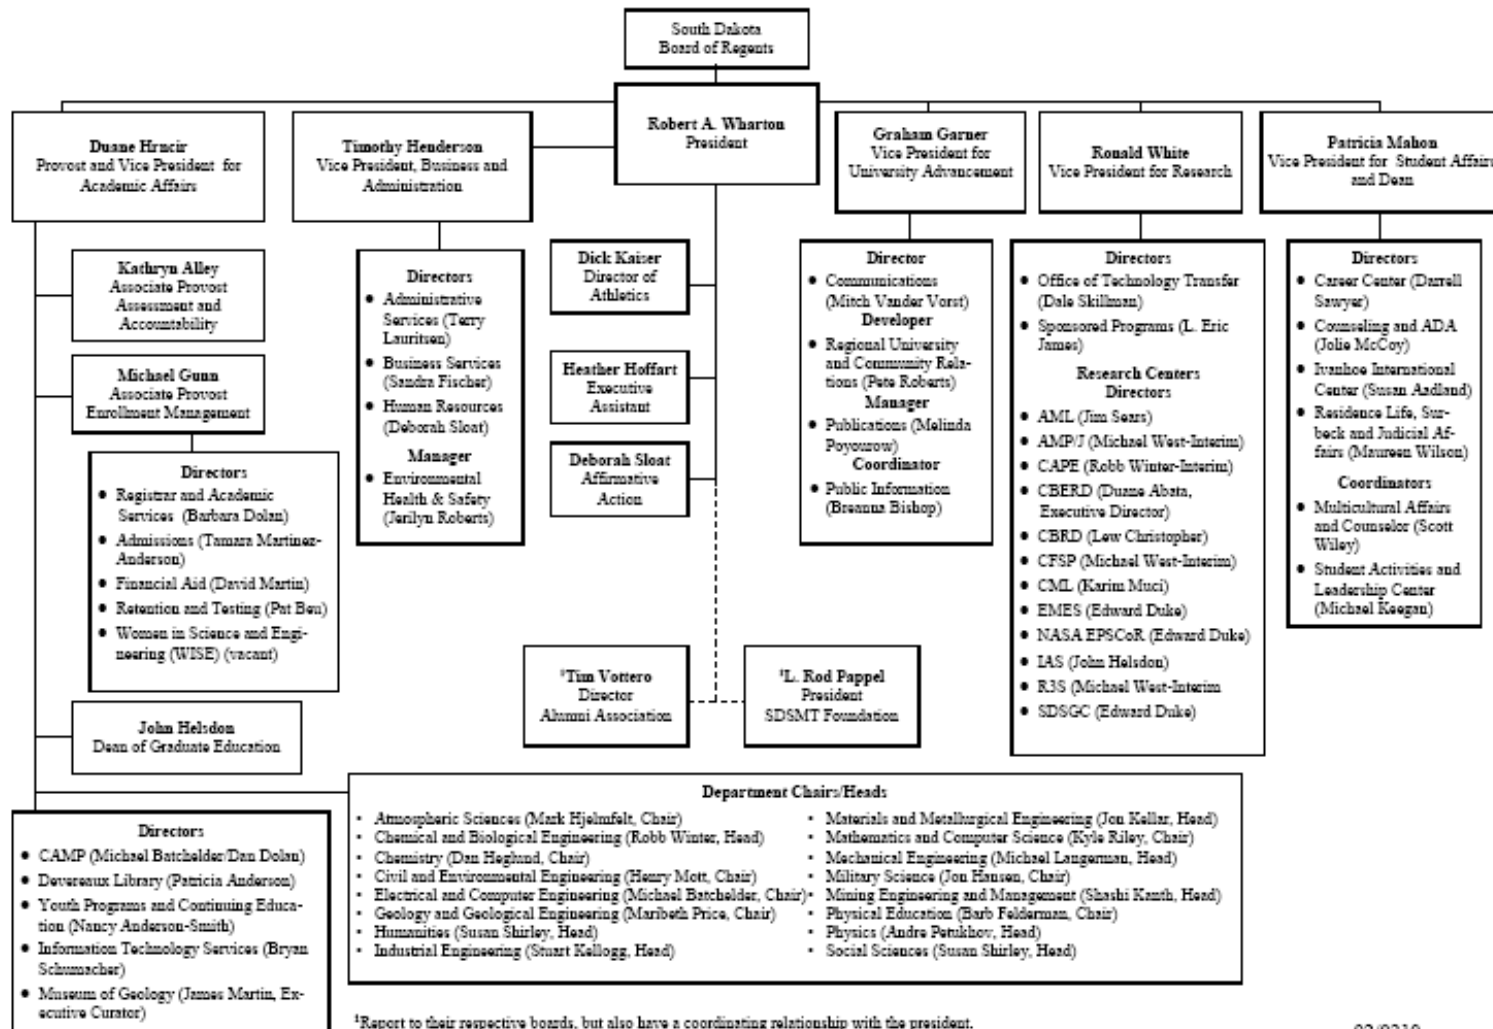 South Dakota
Board of Regents
Robert A. Wharton
President
Duane Hrncir
Provost and Vice President for
Academic Affairs
Timothy Henderson
Vice President, Business and
Administration
Graham Garner
Vice President for
University Advancement
Ronald White
Vice President for Research
Patricia Mahon
Vice President for Student Affairs
and Dean
Kathryn Alley
Associate Provost
Assessment and
Accountability
Michael Gunn
Associate Provost
Enrollment Management
Directors
• Registrar and Academic
Services (Barbara Dolan)
• Admissions (Tamara Martinez-
Anderson)
• Financial Aid (David Martin)
• Retention and Testing (Pat Beu)
• Women in Science and Engi-
neering (WISE) (vacant)
John Helsdon
Dean of Graduate Education
Directors
• CAMP (Michael Batchelder/Dan Dolan)
• Devereaux Library (Patricia Anderson)
• Youth Programs and Continuing Educa-
tion (Nancy Anderson-Smith)
• Information Technology Services (Bryan
Schumacher)
• Museum of Geology (James Martin, Ex-
ecutive Curator)
Directors
• Administrative
Services (Terry
Lauritsen)
• Business Services
(Sandra Fischer)
• Human Resources
(Deborah Sloat)
Manager
• Environmental
Health & Safety
(Jerilyn Roberts)
Dick Kaiser
Director of
Athletics
Heather Hoffart
Executive
Assistant
Deborah Sloat
Affirmative
Action
¹Tim Vottero
Director
Alumni Association
¹L. Rod Pappel
President
SDSMT Foundation
Director
• Communications
(Mitch Vander Vorst)
Developer
• Regional University
and Community Rela-
tions (Pete Roberts)
Manager
• Publications (Melinda
Poyourow)
Coordinator
• Public Information
(Breanna Bishop)
Directors
• Office of Technology Transfer
(Dale Skillman)
• Sponsored Programs (L. Eric
James)
Research Centers
Directors
• AML (Jim Sears)
• AMP/J (Michael West-Interim)
• CAPE (Robb Winter-Interim)
• CBERD (Duane Abata,
Executive Director)
• CBRD (Lew Christopher)
• CFSP (Michael West-Interim)
• CML (Karim Muci)
• EMES (Edward Duke)
• NASA EPSCoR (Edward Duke)
• IAS (John Helsdon)
• R3S (Michael West-Interim
• SDSGC (Edward Duke)
Directors
• Career Center (Darrell
Sawyer)
• Counseling and ADA
(Jolie McCoy)
• Ivanhoe International
Center (Susan Aadland)
• Residence Life, Sur-
beck and Judicial Af-
fairs (Maureen Wilson)
Coordinators
• Multicultural Affairs
and Counselor (Scott
Wiley)
• Student Activities and
Leadership Center
(Michael Keegan)
Department Chairs/Heads
• Atmospheric Sciences (Mark Hjelmfelt, Chair)
• Chemical and Biological Engineering (Robb Winter, Head)
• Chemistry (Dan Heglund, Chair)
• Civil and Environmental Engineering (Henry Mott, Chair)
• Electrical and Computer Engineering (Michael Batchelder, Chair)
• Geology and Geological Engineering (Maribeth Price, Chair)
• Humanities (Susan Shirley, Head)
• Industrial Engineering (Stuart Kellogg, Head)
• Materials and Metallurgical Engineering (Jon Kellar, Head)
• Mathematics and Computer Science (Kyle Riley, Chair)
• Mechanical Engineering (Michael Langerman, Head)
• Military Science (Jon Hansen, Chair)
• Mining Engineering and Management (Shashi Kanth, Head)
• Physical Education (Barb Felderman, Chair)
• Physics (Andre Petukhov, Head)
• Social Sciences (Susan Shirley, Head)
¹Report to their respective boards, but also have a coordinating relationship with the president.